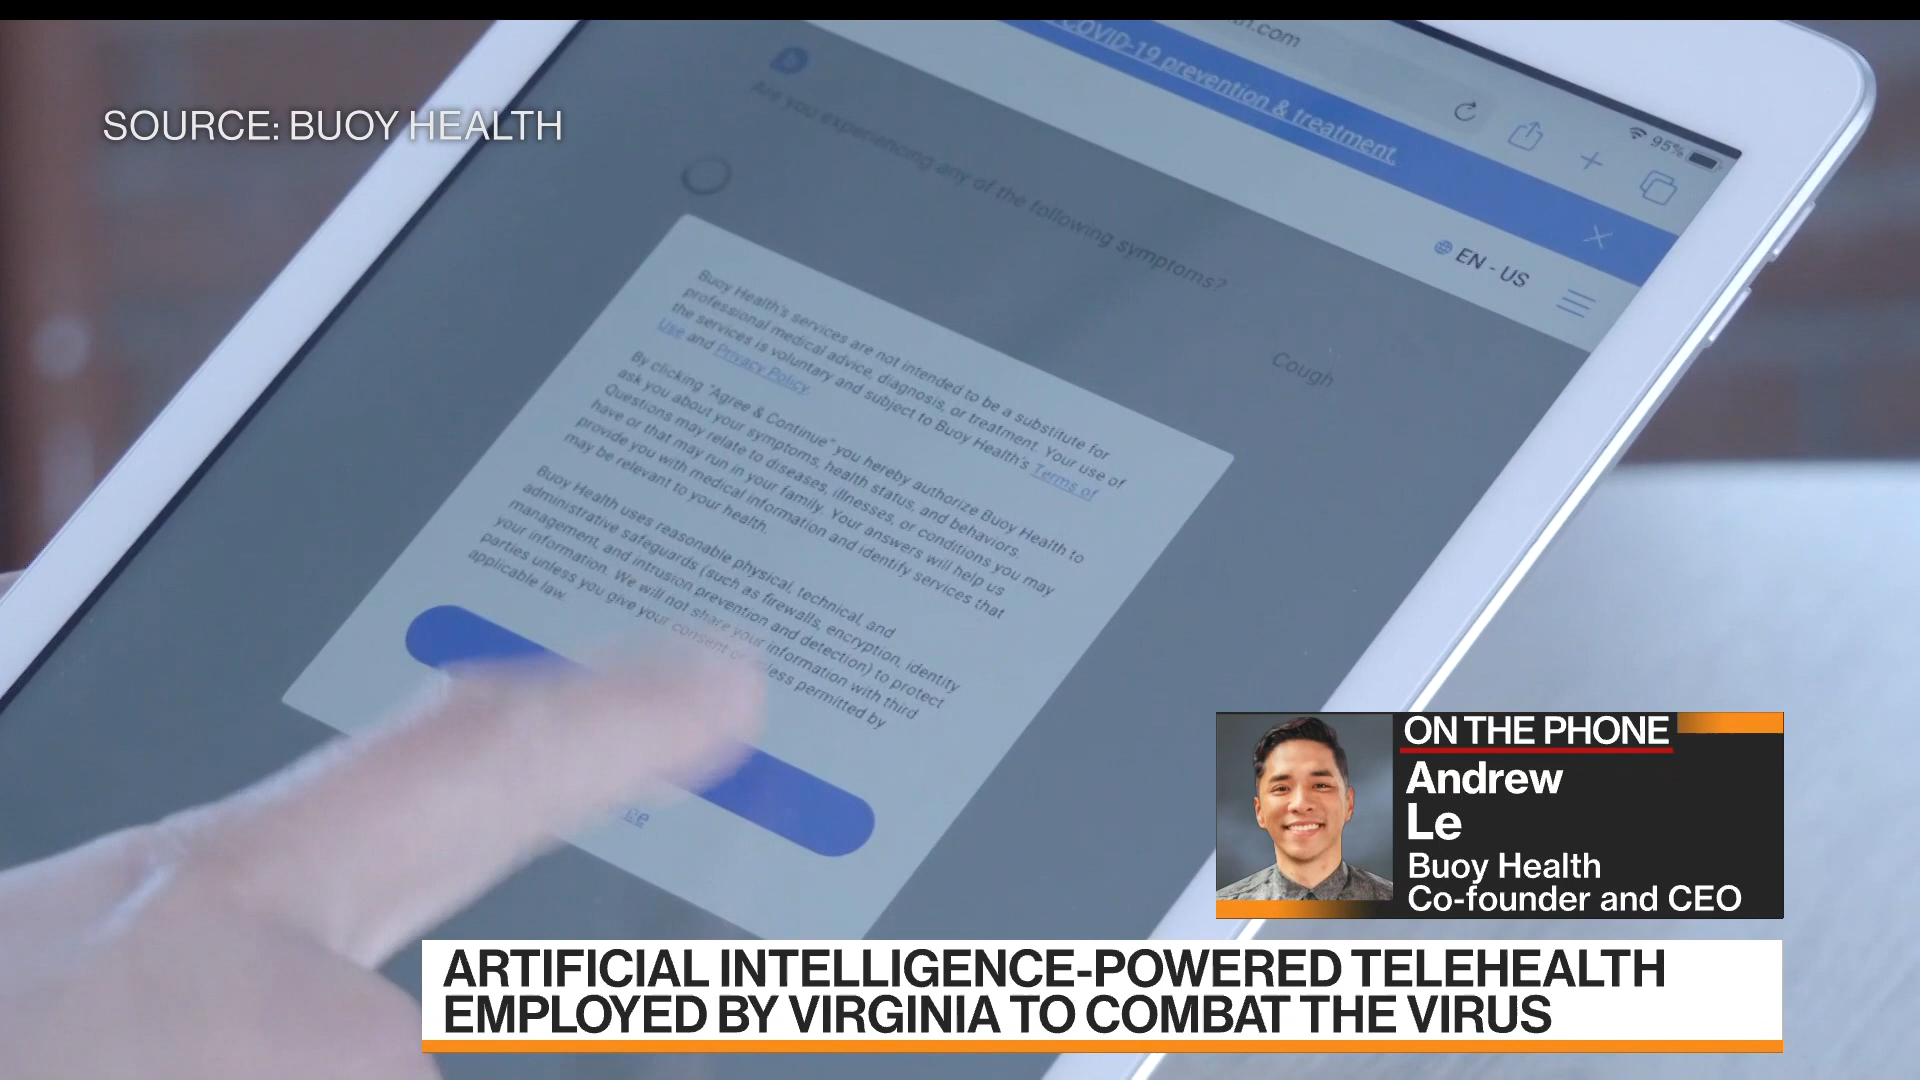 SOURCE: BUOY HEALTH
.com
95%
COVID-19 prevention & treatment.
EN - US
Are you experiencing any of the following symptoms?
Cough
Buoy Health's services are not intended to be a substitute for
professional medical advice, diagnosis, or treatment. Your use of
the services is voluntary and subject to Buoy Health's Terms of
Use and Privacy Policy.
By clicking "Agree & Continue" you hereby authorize Buoy Health to
ask you about your symptoms, health status, and behaviors.
Questions may relate to diseases, illnesses, or conditions you may
have or that may run in your family. Your answers will help us
provide you with medical information and identify services that
may be relevant to your health.
Buoy Health uses reasonable physical, technical, and
administrative safeguards (such as firewalls, encryption, identity
management, and intrusion prevention and detection) to protect
your information. We will not share your information with third
parties unless you give your consent or unless permitted by
applicable law.
ON THE PHONE
Andrew
Le
Buoy Health
Co-founder and CEO
ARTIFICIAL INTELLIGENCE-POWERED TELEHEALTH
EMPLOYED BY VIRGINIA TO COMBAT THE VIRUS